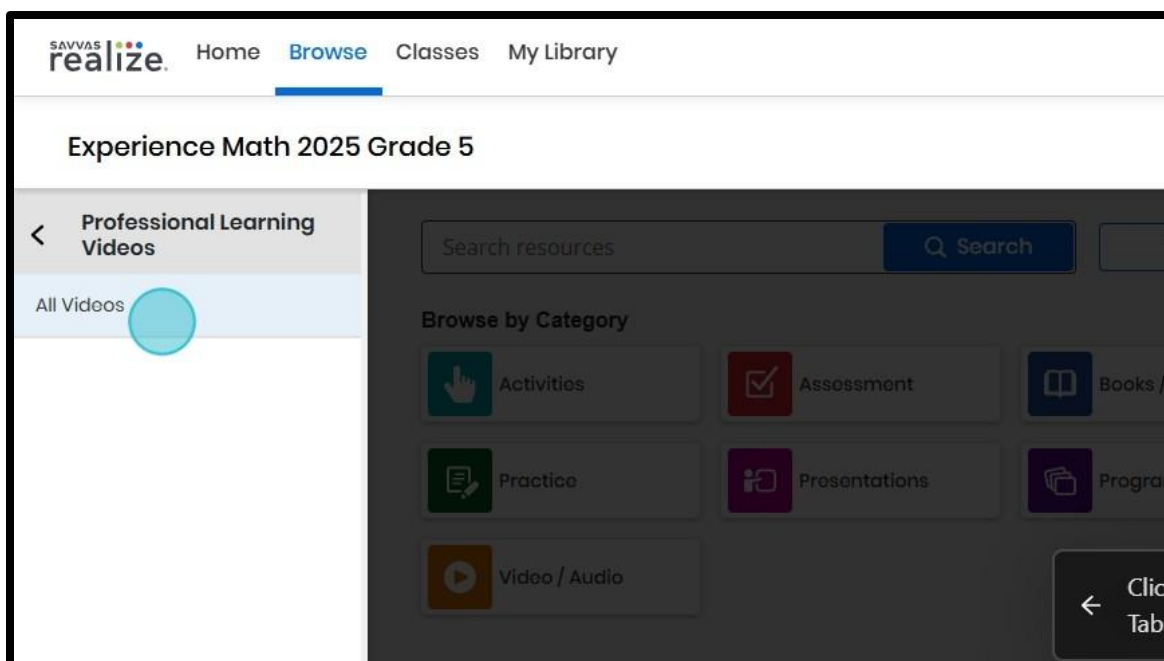 savvas
realize. Home Browse Classes My Library
Experience Math 2025 Grade 5
Professional Learning
Videos
Search resources Search
All Videos
Browse by Category
Activities Assessment Books /
Practice Presentations
Video / Audio